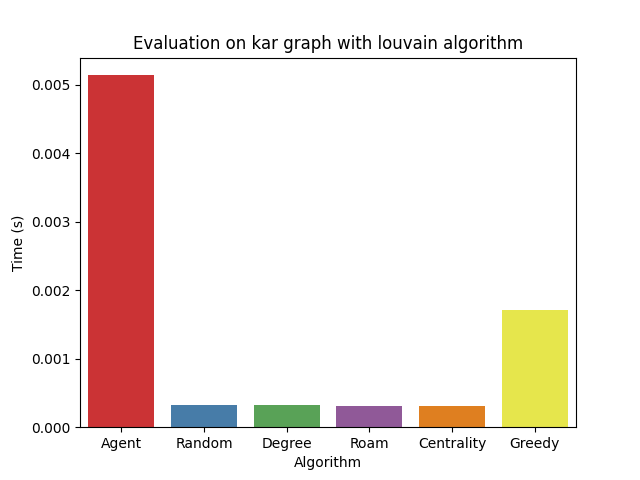 Evaluation on kar graph with louvain algorithm
Time (s)
0.005
0.004
0.003
0.002
0.001
0.000
Agent Random Degree Roam Centrality Greedy
Algorithm